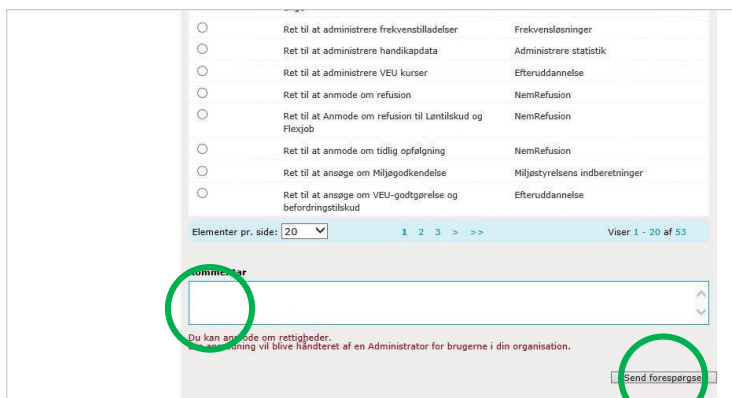 Ret til at administrere frekvenstilladelser Frekvensløsninger
Ret til at administrere handikapdata Administrere statistik
Ret til at administrere VEU kurser Efteruddannelse
Ret til at anmode om refusion NemRefusion
Ret til at Anmode om refusion til Løntilskud og NemRefusion
Flexjob
Ret til at anmode om tidlig opfølgning NemRefusion
Ret til at ansøge om Miljøgodkendelse Miljøstyrelsens indberetninger
Ret til at ansøge om VEU-godtgørelse og Efteruddannelse
befordringstilskud
Elementer pr. side: 20 1 2 3 > >> Viser 1 - 20 af 53
Kommentar
Du kan anmode om rettigheder.
anmodning vil blive håndteret af en Administrator for brugerne i din organisation.
Send forespørgsel